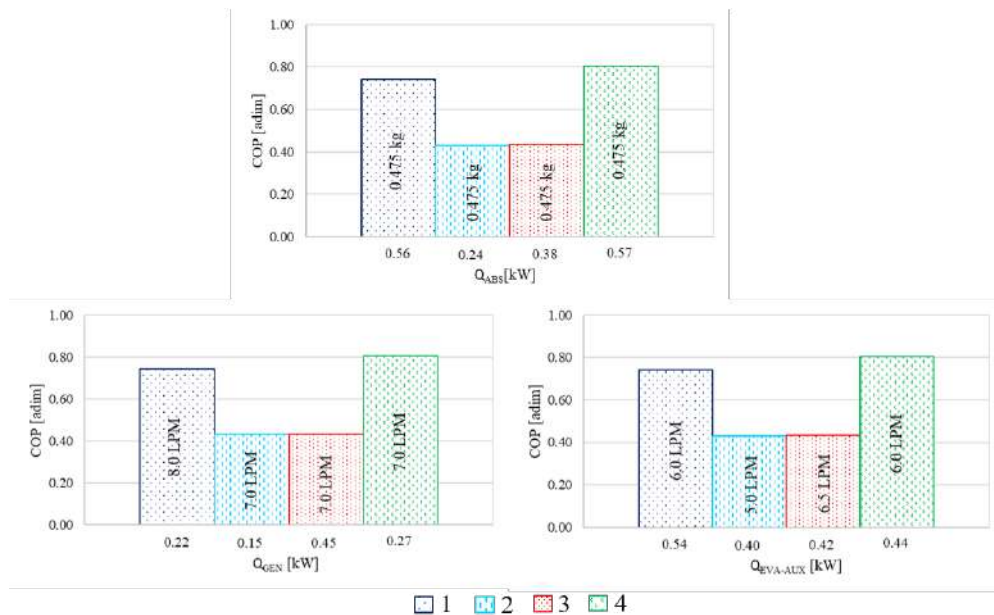 1.00
0.80
0.60
0.40
0.20
0.00
COP [adim]
0.475 kg
0.475 kg
0.475 kg
0.475 kg
0.56
0.24
0.38
0.57
QABS[kW]
1.00
0.80
0.60
0.40
0.20
0.00
COP [adim]
8.0 LPM
7.0 LPM
7.0 LPM
7.0 LPM
0.22
0.15
0.45
0.27
QGEN [kW]
1.00
0.80
0.60
0.40
0.20
0.00
COP [adim]
6.0 LPM
5.0 LPM
6.5 LPM
6.0 LPM
0.54
0.40
0.42
0.44
QEVA-AUX [kW]
1 2 3 4